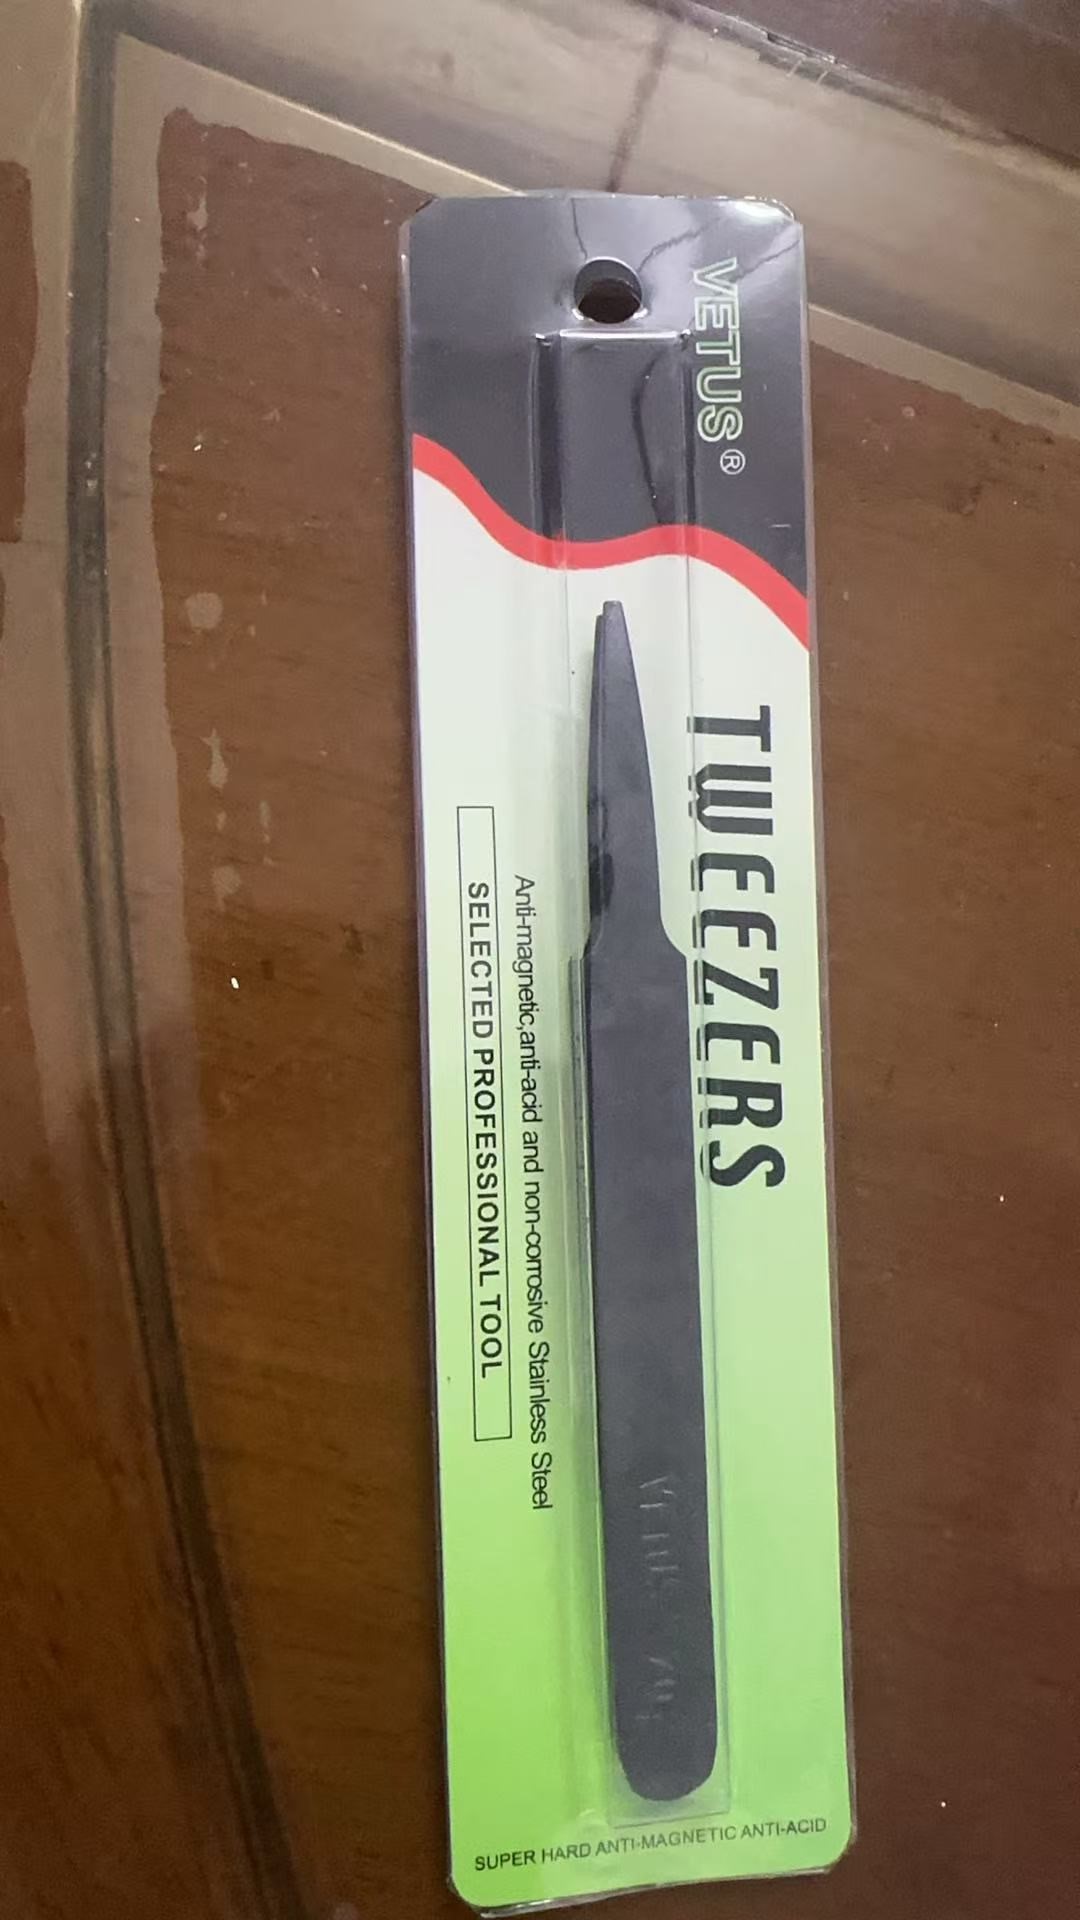 VETUS®
TWEEZERS
Anti-magnetic,anti-acid and non-corrosive Stainless Steel
SELECTED PROFESSIONAL TOOL
VETUS
SUPER HARD ANTI-MAGNETIC ANTI-ACID